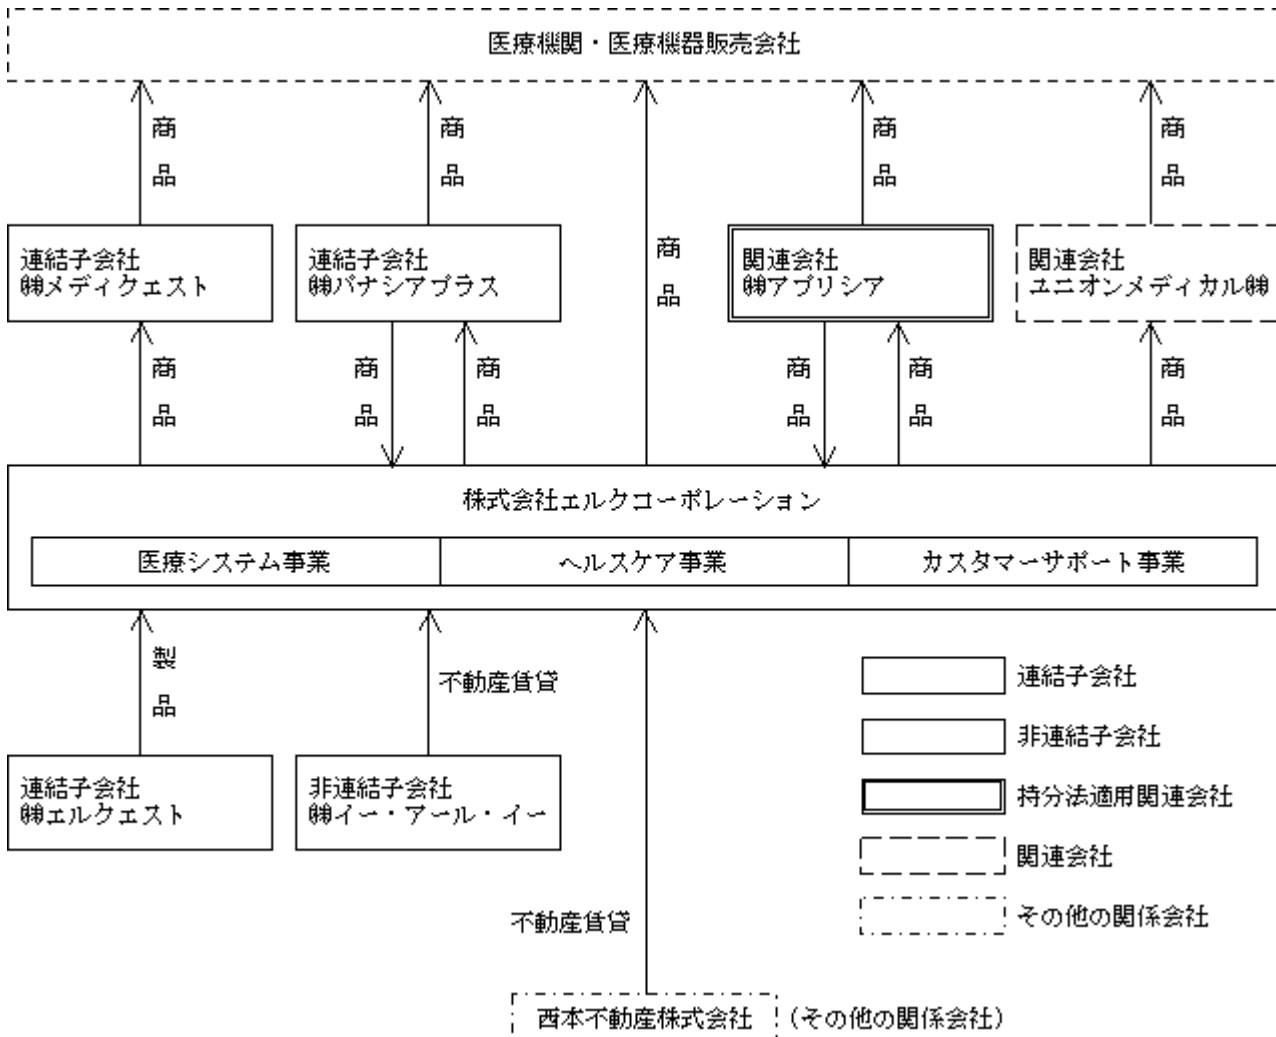 医療機関・医療機器販売会社
商品
商品
商品
商品
商品
連結子会社
㈱メディクエスト
連結子会社
㈱パナシアプラス
関連会社
㈱アプリシア
関連会社
ユニオンメディカル㈱
商品
商品
商品
商品
商品
商品
株式会社エルクコーポレーション
医療システム事業
ヘルスケア事業
カスタマーサポート事業
製品
不動産賃貸
連結子会社
㈱エルクエスト
非連結子会社
㈱イー・アール・イー
連結子会社
非連結子会社
持分法適用関連会社
関連会社
その他の関係会社
不動産賃貸
西本不動産株式会社
(その他の関係会社)